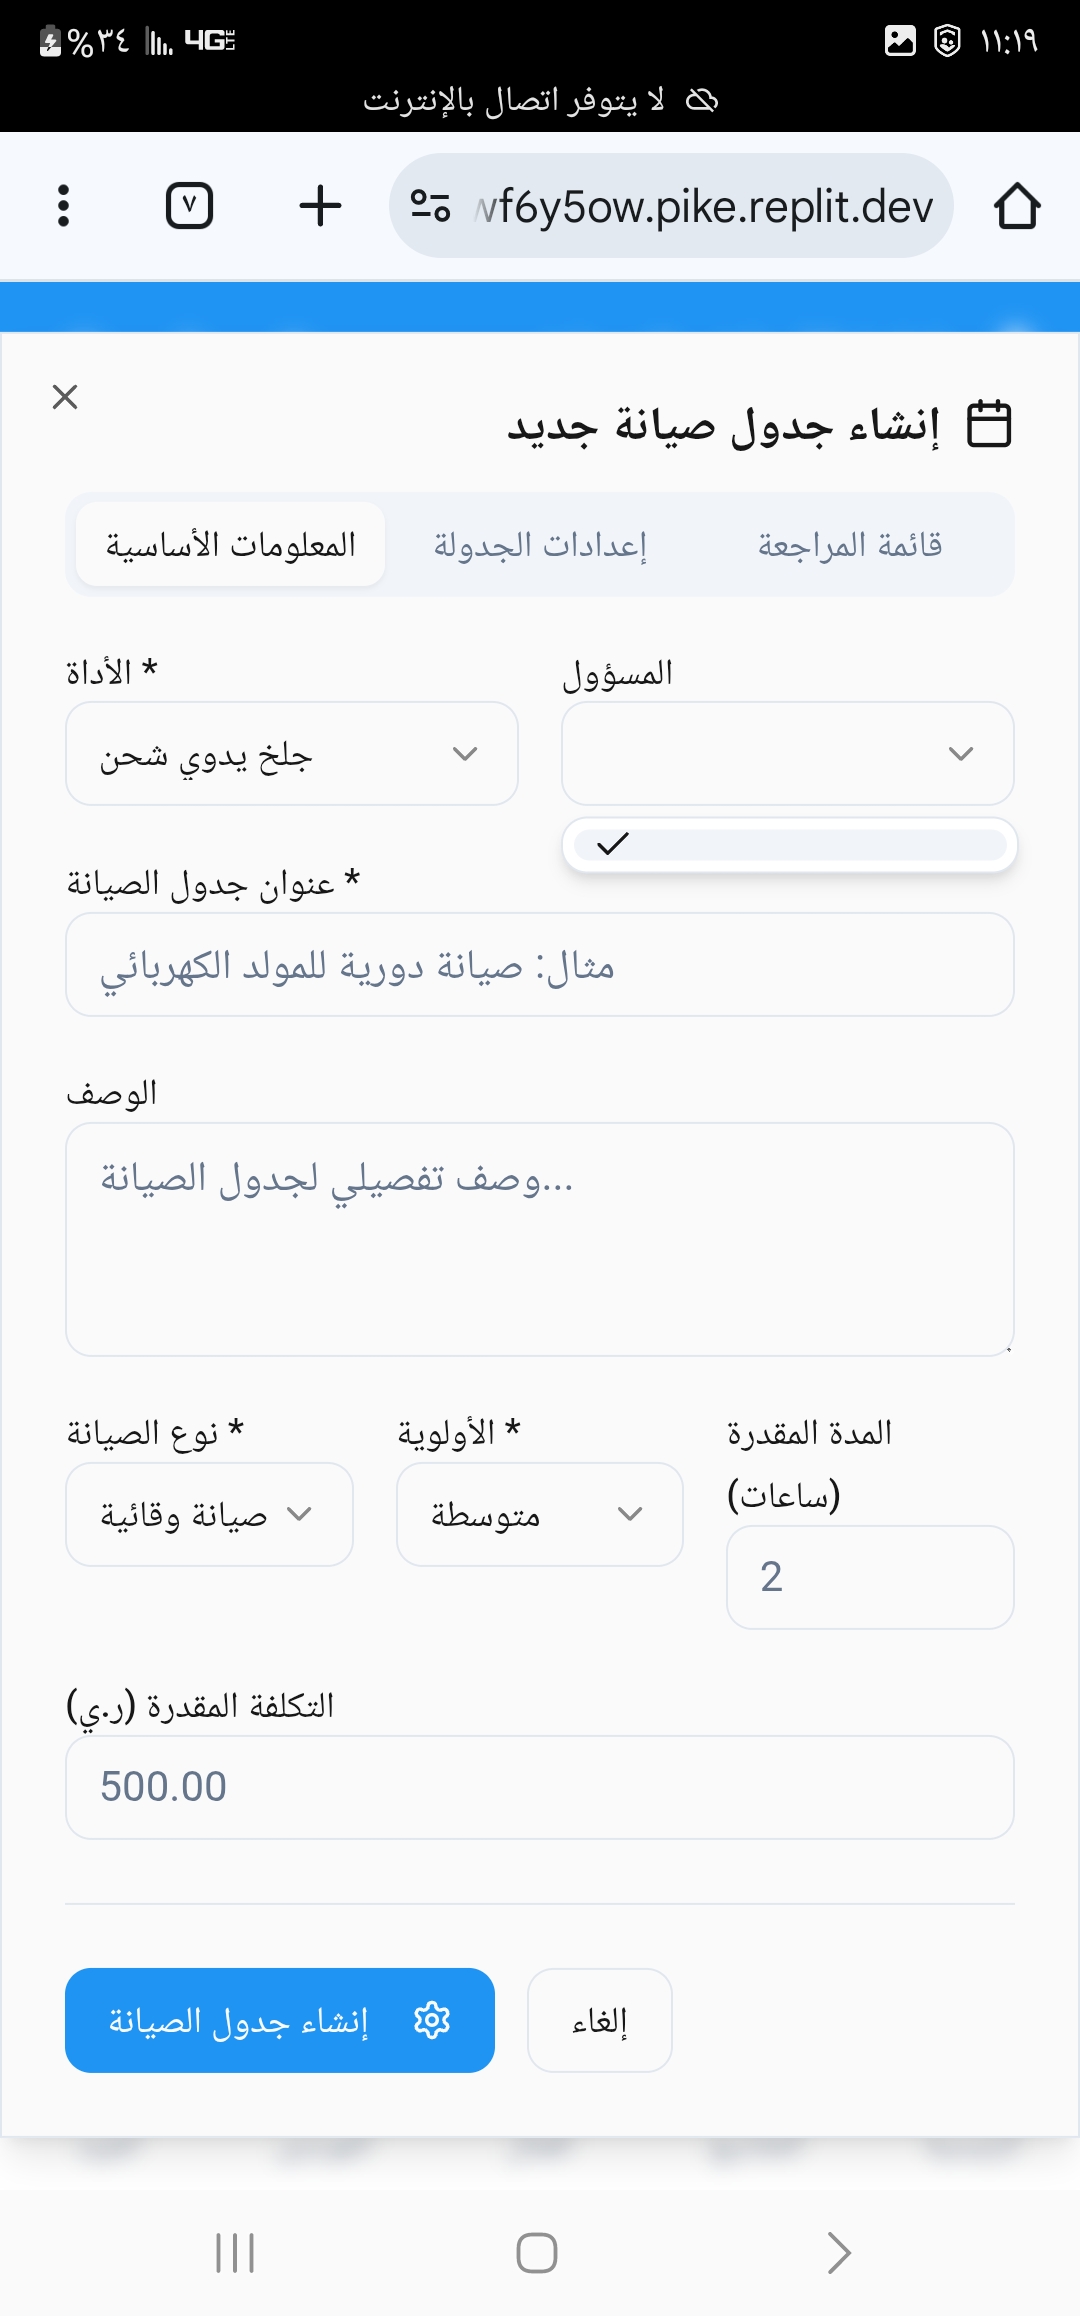 ١١:١٩
4G LTE ٣٤%
لا يتوفر اتصال بالإنترنت
vf6y5ow.pike.replit.dev
٧
إنشاء جدول صيانة جديد
قائمة المراجعة
إعدادات الجدولة
المعلومات الأساسية
المسؤول
الأداة *
جلخ يدوي شحن
عنوان جدول الصيانة *
مثال: صيانة دورية للمولد الكهربائي
الوصف
وصف تفصيلي لجدول الصيانة...
المدة المقدرة
(ساعات)
الأولوية *
نوع الصيانة *
2
متوسطة
صيانة وقائية
التكلفة المقدرة (ر.ي)
500.00
إلغاء
إنشاء جدول الصيانة